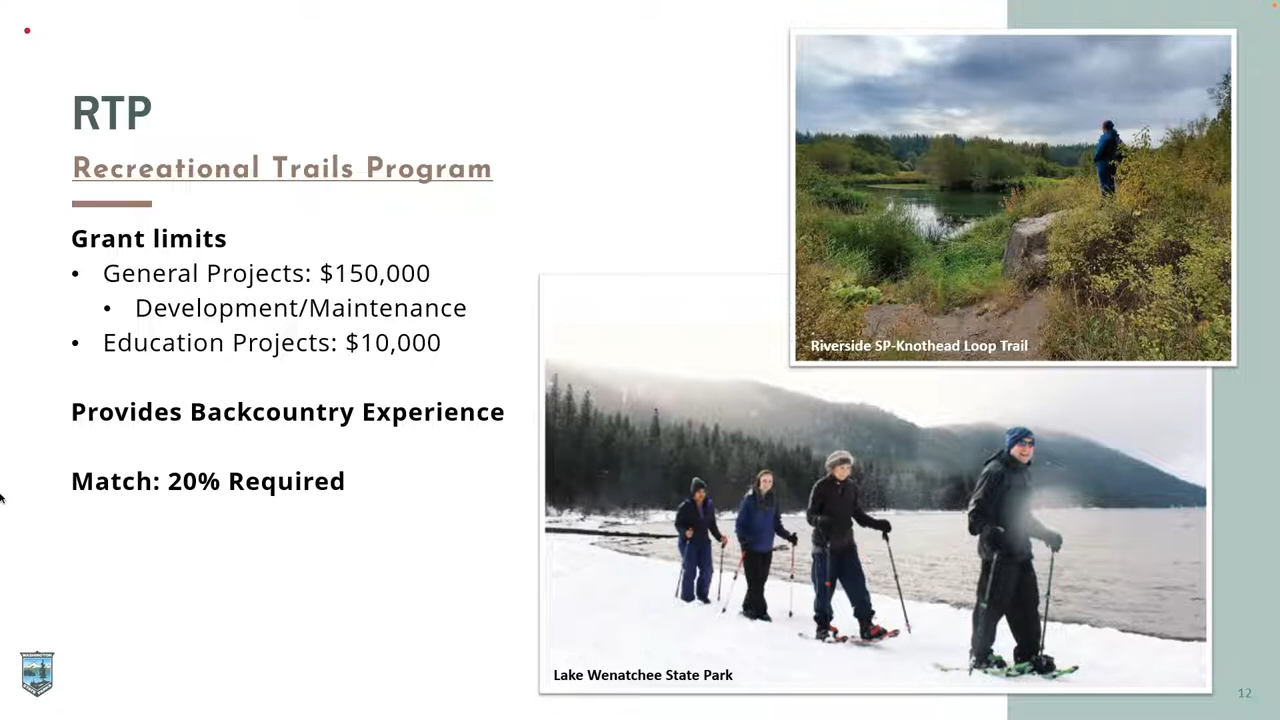 RTP
Recreational Trails Program
Grant limits
• General Projects: $150,000
• Development/Maintenance
• Education Projects: $10,000
Provides Backcountry Experience
Match: 20% Required
Riverside SP-Knothead Loop Trail
Lake Wenatchee State Park
12